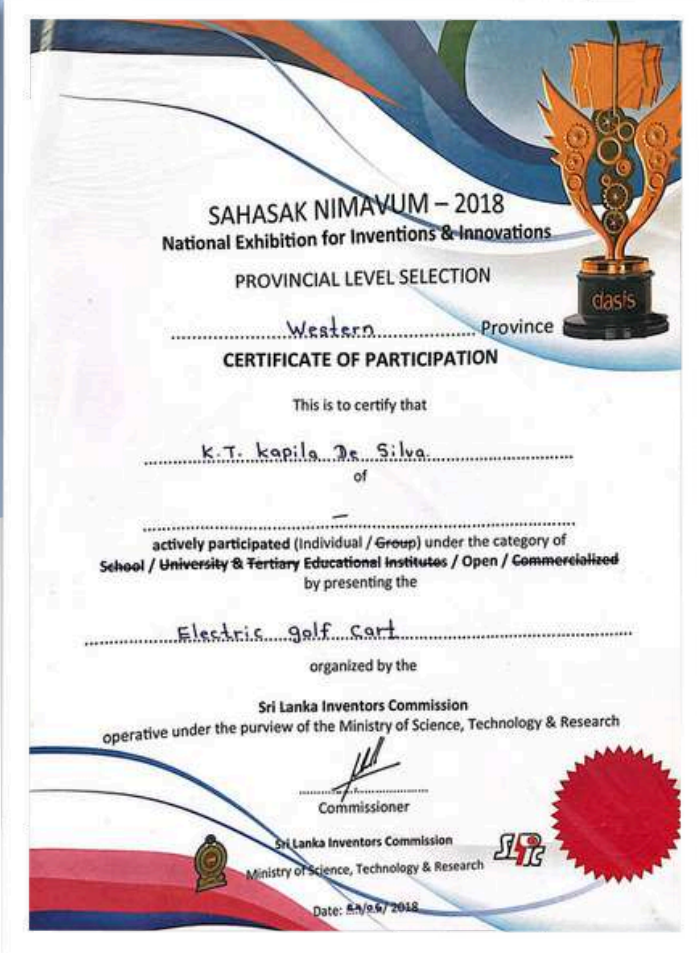 dasis
SAHASAK NIMAVUM – 2018
National Exhibition for Inventions & Innovations
PROVINCIAL LEVEL SELECTION
Western Province
CERTIFICATE OF PARTICIPATION
This is to certify that
K.T. Kapila De Silva.
of
–
actively participated (Individual / Group) under the category of
School / University & Tertiary Educational Institutes / Open / Commercialized
by presenting the
Electric golf Cart
organized by the
Sri Lanka Inventors Commission
operative under the purview of the Ministry of Science, Technology & Research
Commissioner
Sri Lanka Inventors Commission
Ministry of Science, Technology & Research
SLIC
Date: /06/ 2018